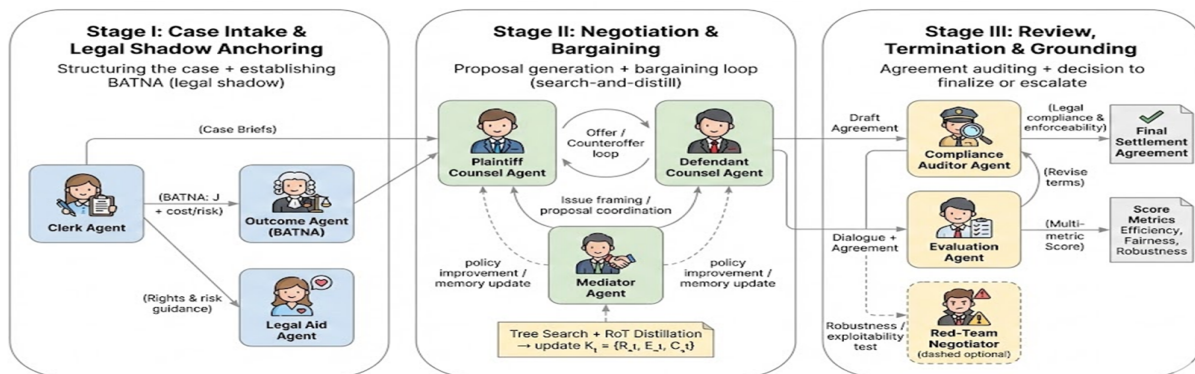 Stage I: Case Intake &
Legal Shadow Anchoring
Structuring the case + establishing
BATNA (legal shadow)
(Case Briefs)
Clerk Agent
(BATNA: J
+ cost/risk)
Outcome Agent
(BATNA)
(Rights & risk
guidance)
Legal Aid
Agent
Stage II: Negotiation &
Bargaining
Proposal generation + bargaining loop
(search-and-distill)
Plaintiff
Counsel Agent
Offer /
Counteroffer
loop
Defendant
Counsel Agent
Issue framing /
proposal coordination
policy
improvement /
memory update
Mediator
Agent
policy
improvement /
memory update
Tree Search + RoT Distillation
→ update K_t = {R_t, E_t, C_t}
Stage III: Review,
Termination & Grounding
Agreement auditing + decision to
finalize or escalate
Draft
Agreement
Compliance
Auditor Agent
(Legal
compliance &
enforceability)
Final
Settlement
Agreement
(Revise
terms)
Dialogue +
Agreement
Evaluation
Agent
(Multi-
metric
Score)
Score
Metrics
Efficiency,
Fairness,
Robustness
Robustness /
exploitability
test
Red-Team
Negotiator
(dashed optional)